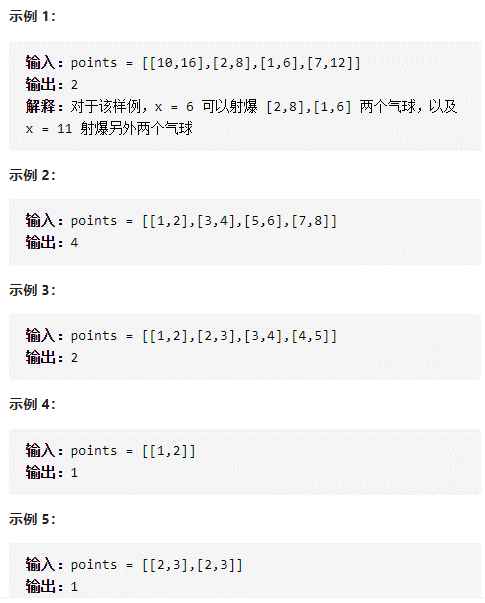 示例 1：
输入：points = [[10,16],[2,8],[1,6],[7,12]]
输出：2
解释：对于该样例，x = 6 可以射爆 [2,8],[1,6] 两个气球，以及
x = 11 射爆另外两个气球
示例 2：
输入：points = [[1,2],[3,4],[5,6],[7,8]]
输出：4
示例 3：
输入：points = [[1,2],[2,3],[3,4],[4,5]]
输出：2
示例 4：
输入：points = [[1,2]]
输出：1
示例 5：
输入：points = [[2,3],[2,3]]
输出：1